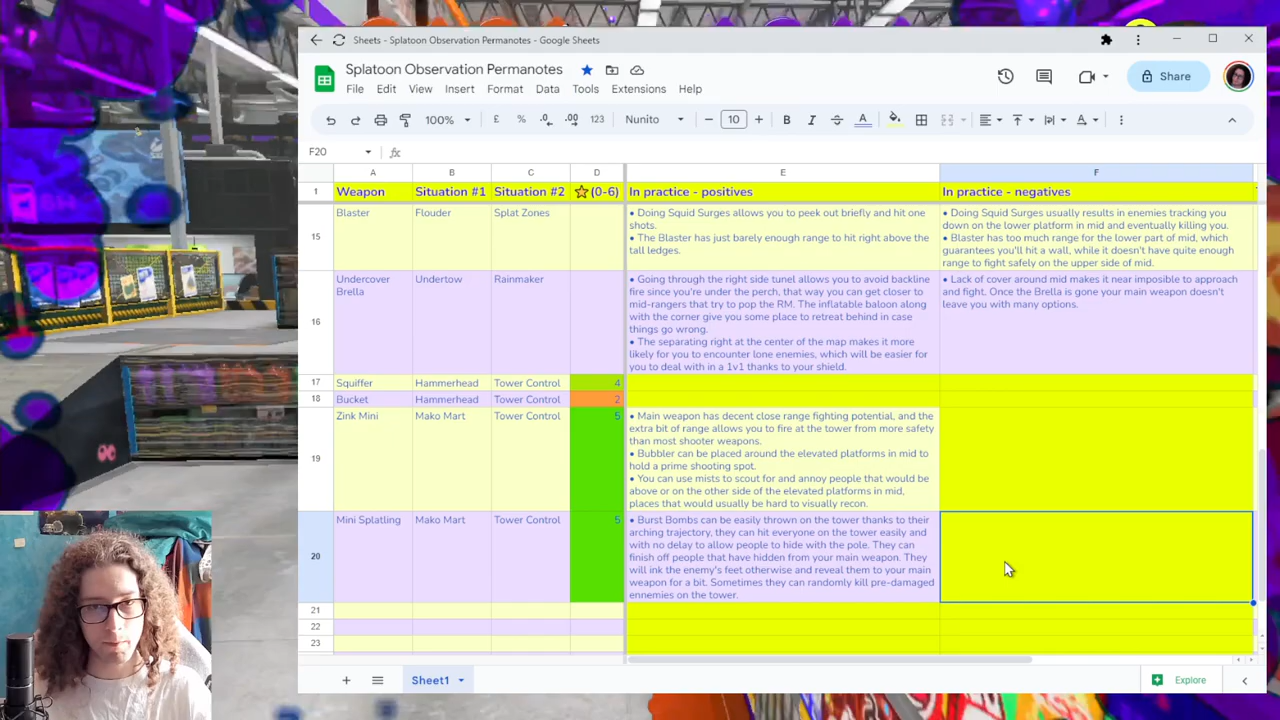 Sheets - Splatoon Observation Permanotes - Google Sheets
Splatoon Observation Permanotes
File Edit View Insert Format Data Tools Extensions Help
Share
100% £ % .0 .00 123 Nunito 10 B I A
F20 fx
A B C D E F
1 Weapon Situation #1 Situation #2 (0-6) In practice - positives In practice - negatives
15 Blaster Flouder Splat Zones
• Doing Squid Surges allows you to peek out briefly and hit one
shots.
• The Blaster has just barely enough range to hit right above the
tall ledges.
• Doing Squid Surges usually results in enemies tracking you
down on the lower platform in mid and eventually killing you.
• Blaster has too much range for the lower part of mid, which
guarantees you'll hit a wall, while it doesn't have quite enough
range to fight safely on the upper side of mid.
16 Undercover
Brella
Undertow Rainmaker
• Going through the right side tunel allows you to avoid backline
fire since you're under the perch, that way you can get closer to
mid-rangers that try to pop the RM. The inflatable baloon along
with the corner give you some place to retreat behind in case
things go wrong.
• The separating right at the center of the map makes it more
likely for you to encounter lone enemies, which will be easier for
you to deal with in a 1v1 thanks to your shield.
• Lack of cover around mid makes it near impossible to approach
and fight. Once the Brella is gone your main weapon doesn't
leave you with many options.
17 Squiffer Hammerhead Tower Control 4
18 Bucket Hammerhead Tower Control 2
19 Zink Mini Mako Mart Tower Control 5
• Main weapon has decent close range fighting potential, and the
extra bit of range allows you to fire at the tower from more safety
than most shooter weapons.
• Bubbler can be placed around the elevated platforms in mid to
hold a prime shooting spot.
• You can use mists to scout for and annoy people that would be
above or on the other side of the elevated platforms in mid,
places that would usually be hard to visually recon.
20 Mini Splatling Mako Mart Tower Control 5
• Burst Bombs can be easily thrown on the tower thanks to their
arching trajectory, they can hit everyone on the tower easily and
with no delay to allow people to hide with the pole. They can
finish off people that have hidden from your main weapon. They
will ink the enemy's feet otherwise and reveal them to your main
weapon for a bit. Sometimes they can randomly kill pre-damaged
ennemies on the tower.
21
22
23
Sheet1
Explore